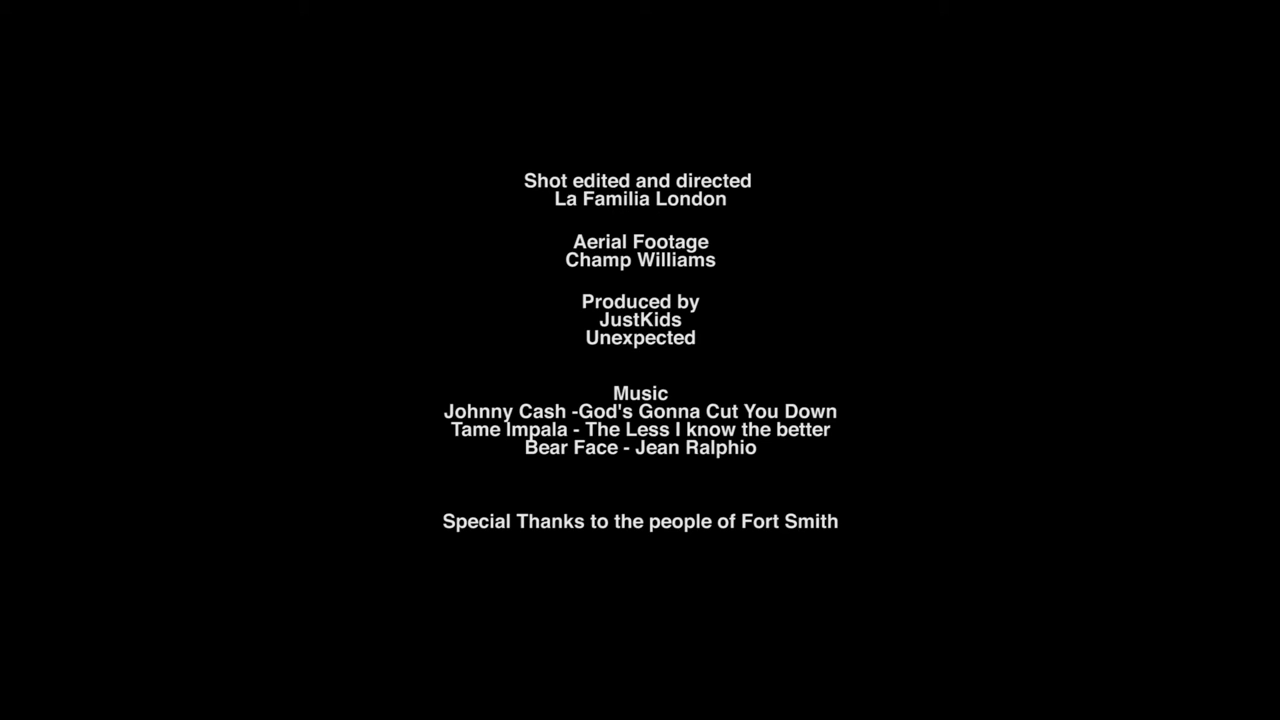 Shot edited and directed
La Familia London
Aerial Footage
Champ Williams
Produced by
JustKids
Unexpected
Music
Johnny Cash -God's Gonna Cut You Down
Tame Impala - The Less I know the better
Bear Face - Jean Ralphio
Special Thanks to the people of Fort Smith